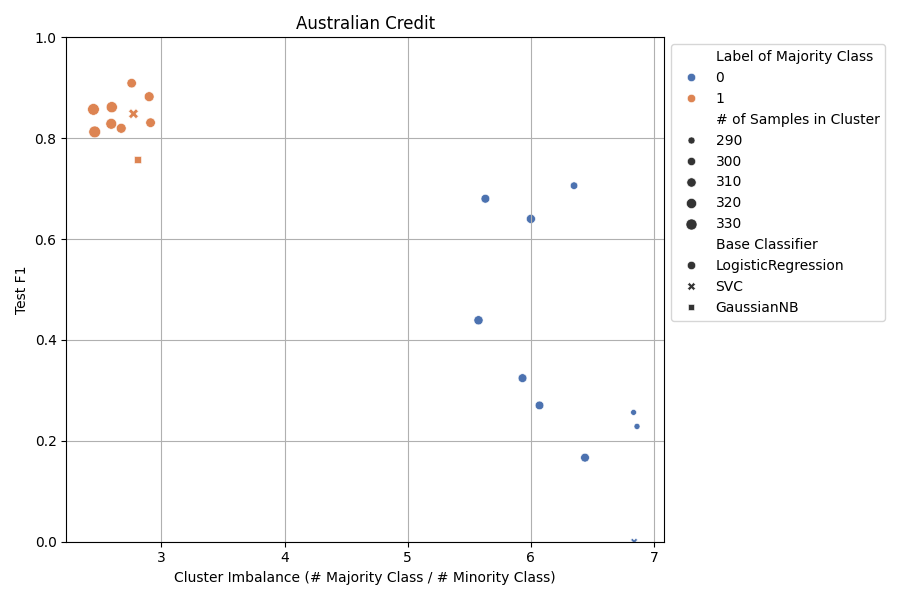 Australian Credit
1.0
0.8
0.6
0.4
0.2
0.0
Test F1
3
4
5
6
7
Cluster Imbalance (# Majority Class / # Minority Class)
Label of Majority Class
0
1
# of Samples in Cluster
290
300
310
320
330
Base Classifier
LogisticRegression
SVC
GaussianNB